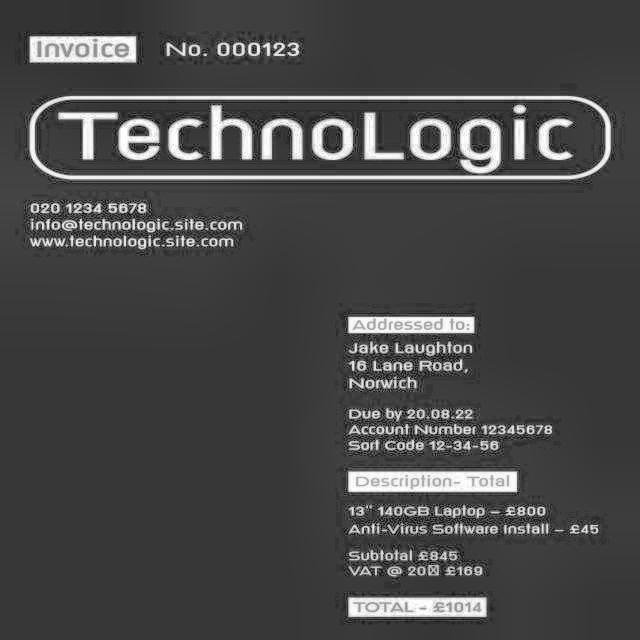 Invoice No. 000123
TechnoLogic
020 1234 5678
info@technologic.site.com
www.technologic.site.com
Addressed to:
Jake Laughton
16 Lane Road,
Norwich
Due by 20.08.22
Account Number 12345678
Sort Code 12-34-56
Description- Total
13" 140GB Laptop – £800
Anti-Virus Software Install – £45
Subtotal £845
VAT @ 20☒ £169
TOTAL - £1014